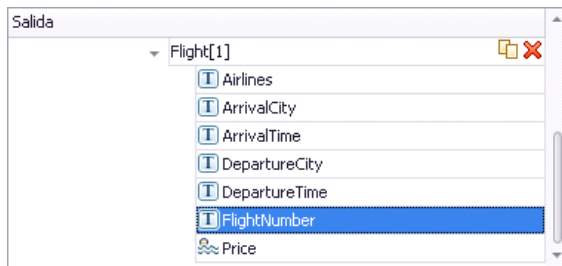 Salida
Flight[1]
T Airlines
T ArrivalCity
T ArrivalTime
T DepartureCity
T DepartureTime
T FlightNumber
Price